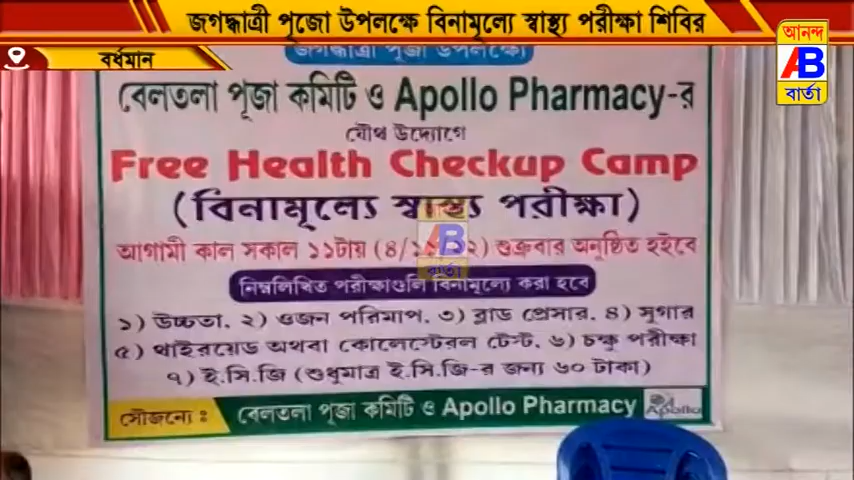 জগদ্ধাত্রী পূজো উপলক্ষে বিনামূল্যে স্বাস্থ্য পরীক্ষা শিবির
বর্ধমান
আনন্দ
AB
বার্তা
জগদ্ধাত্রী পূজা উপলক্ষ্যে
বেলতলা পূজা কমিটি ও Apollo Pharmacy-র
যৌথ উদ্যোগে
Free Health Checkup Camp
(বিনামূল্যে স্বাস্থ্য পরীক্ষা)
আগামী কাল সকাল ১১টায় শুক্রবার অনুষ্ঠিত হইবে
নিম্নলিখিত পরীক্ষাগুলি বিনামূল্যে করা হবে
১) উচ্চতা. ২) ওজন পরিমাপ. ৩) ব্লাড প্রেসার. ৪) সুগার
৫) থাইরয়েড অথবা কোলেস্টেরল টেস্ট. ৬) চক্ষু পরীক্ষা
৭) ই.সি.জি (শুধুমাত্র ই.সি.জি-র জন্য ৬০ টাকা)
সৌজন্যে : বেলতলা পূজা কমিটি ও Apollo Pharmacy Apollo